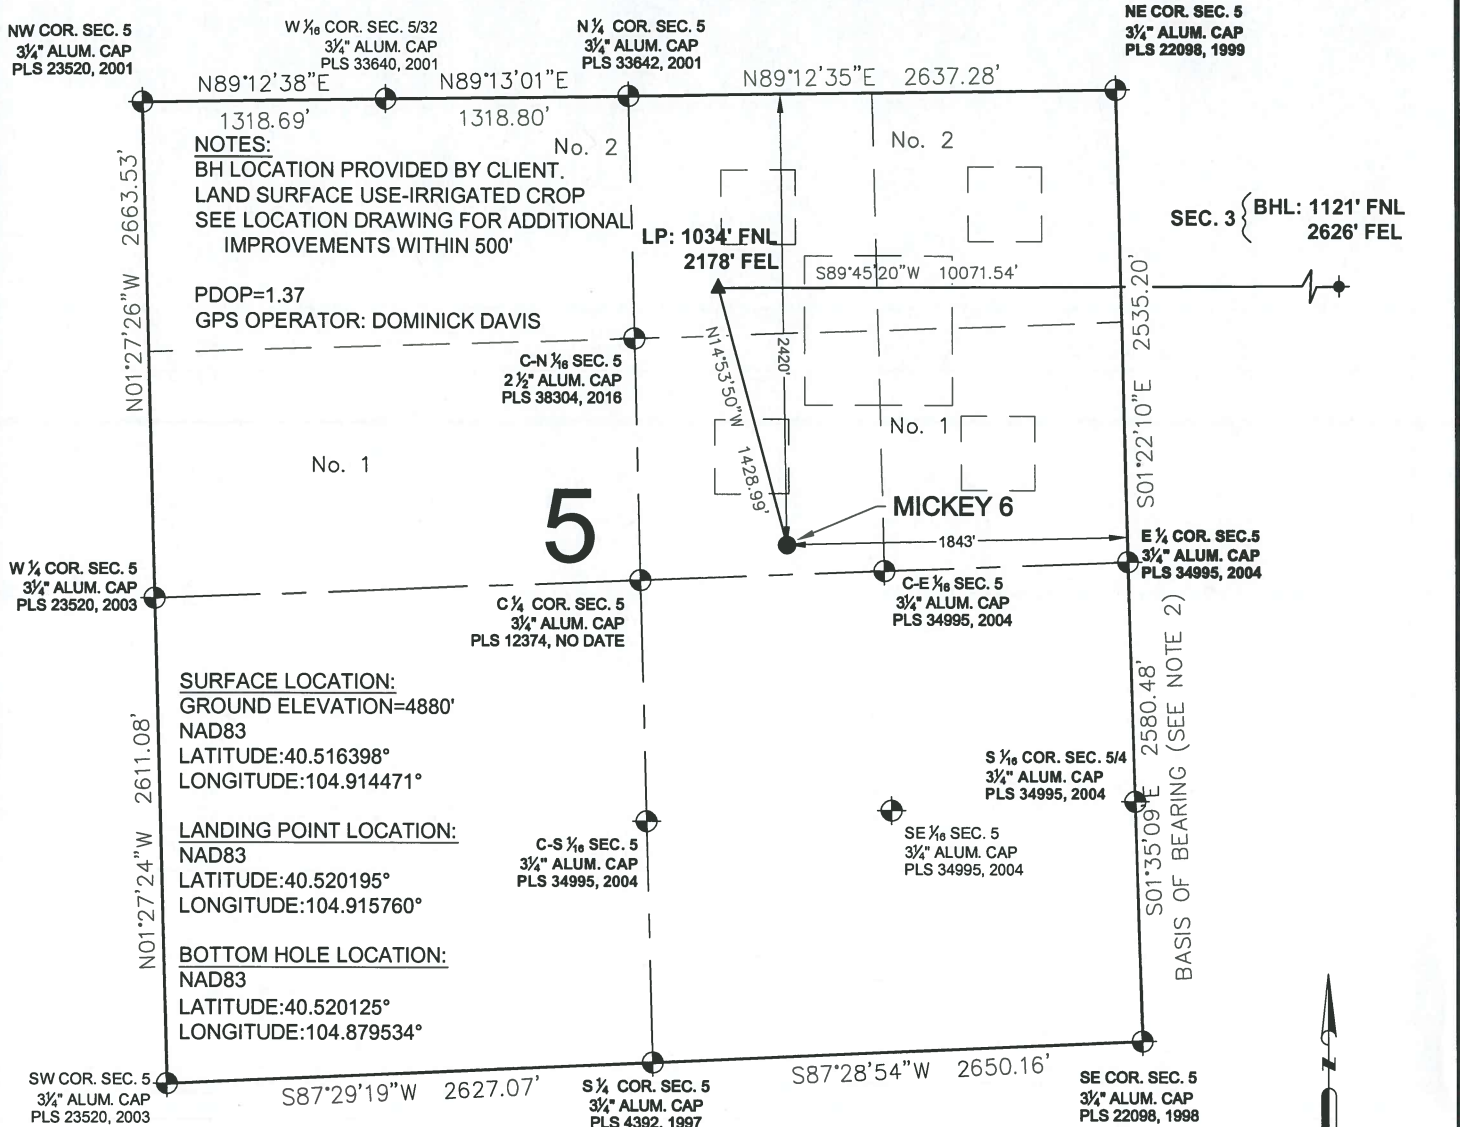 NW COR. SEC. 5
3¼" ALUM. CAP
PLS 23520, 2001
W 1/16 COR. SEC. 5/32
3¼" ALUM. CAP
PLS 33640, 2001
N ¼ COR. SEC. 5
3¼" ALUM. CAP
PLS 33642, 2001
NE COR. SEC. 5
3¼" ALUM. CAP
PLS 22098, 1999
N89°12'38"E
1318.69'
N89°13'01"E
1318.80'
N89°12'35"E 2637.28'
NOTES:
BH LOCATION PROVIDED BY CLIENT.
LAND SURFACE USE-IRRIGATED CROP
SEE LOCATION DRAWING FOR ADDITIONAL
IMPROVEMENTS WITHIN 500'
PDOP=1.37
GPS OPERATOR: DOMINICK DAVIS
No. 2
No. 2
N01°27'26"W 2663.53'
LP: 1034' FNL
2178' FEL
S89°45'20"W 10071.54'
SEC. 3
BHL: 1121' FNL
2626' FEL
S01°22'10"E 2535.20'
C-N 1/16 SEC. 5
2 ½" ALUM. CAP
PLS 38304, 2016
N14°53'50"W 1428.99'
2420'
No. 1
No. 1
5
MICKEY 6
1843'
W ¼ COR. SEC. 5
3¼" ALUM. CAP
PLS 23520, 2003
C ¼ COR. SEC. 5
3¼" ALUM. CAP
PLS 12374, NO DATE
C-E 1/16 SEC. 5
3¼" ALUM. CAP
PLS 34995, 2004
E ¼ COR. SEC.5
3¼" ALUM. CAP
PLS 34995, 2004
SURFACE LOCATION:
GROUND ELEVATION=4880'
NAD83
LATITUDE:40.516398°
LONGITUDE:104.914471°
LANDING POINT LOCATION:
NAD83
LATITUDE:40.520195°
LONGITUDE:104.915760°
BOTTOM HOLE LOCATION:
NAD83
LATITUDE:40.520125°
LONGITUDE:104.879534°
N01°27'24"W 2611.08'
C-S 1/16 SEC. 5
3¼" ALUM. CAP
PLS 34995, 2004
SE 1/16 SEC. 5
3¼" ALUM. CAP
PLS 34995, 2004
S 1/16 COR. SEC. 5/4
3¼" ALUM. CAP
PLS 34995, 2004
S01°35'09"E 2580.48'
BASIS OF BEARING (SEE NOTE 2)
SW COR. SEC. 5
3¼" ALUM. CAP
PLS 23520, 2003
S87°29'19"W 2627.07'
S ¼ COR. SEC. 5
3¼" ALUM. CAP
PLS 4392, 1997
S87°28'54"W 2650.16'
SE COR. SEC. 5
3¼" ALUM. CAP
PLS 22098, 1998
N